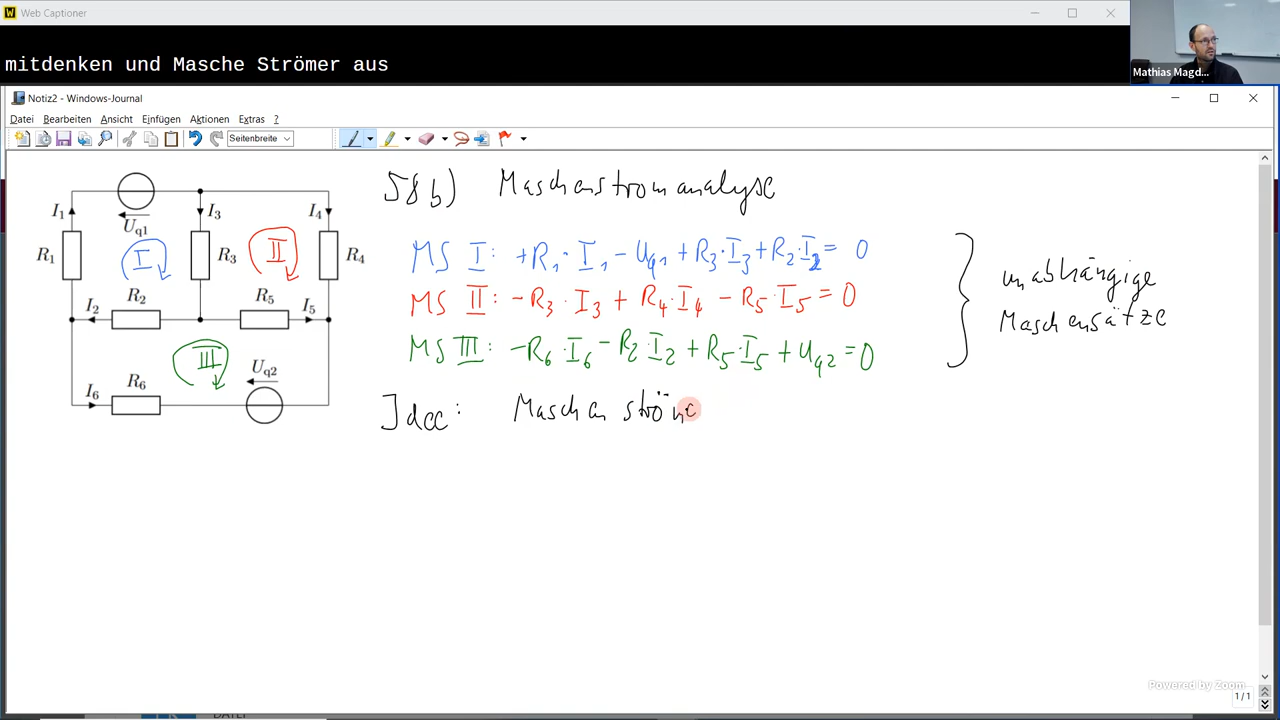 Web Captioner
mitdenken und Masche Strömer aus
Mathias Magd...
Notiz2 - Windows-Journal
Datei Bearbeiten Ansicht Einfügen Aktionen Extras ?
Seitenbreite
58 b) Maschenstromanalyse
I1 Uq1 I3 I4
R1 I R3 II R4
I2 R2 R5 I5
III Uq2
I6 R6
MS I: +R1·I1 - Uq1 + R3·I3 + R2·I2 = 0
MS II: -R3·I3 + R4·I4 - R5·I5 = 0
MS III: -R6·I6 - R2·I2 + R5·I5 + Uq2 = 0
unabhängige
Maschensätze
Idee: Maschenströme
Powered by Zoom
1/1